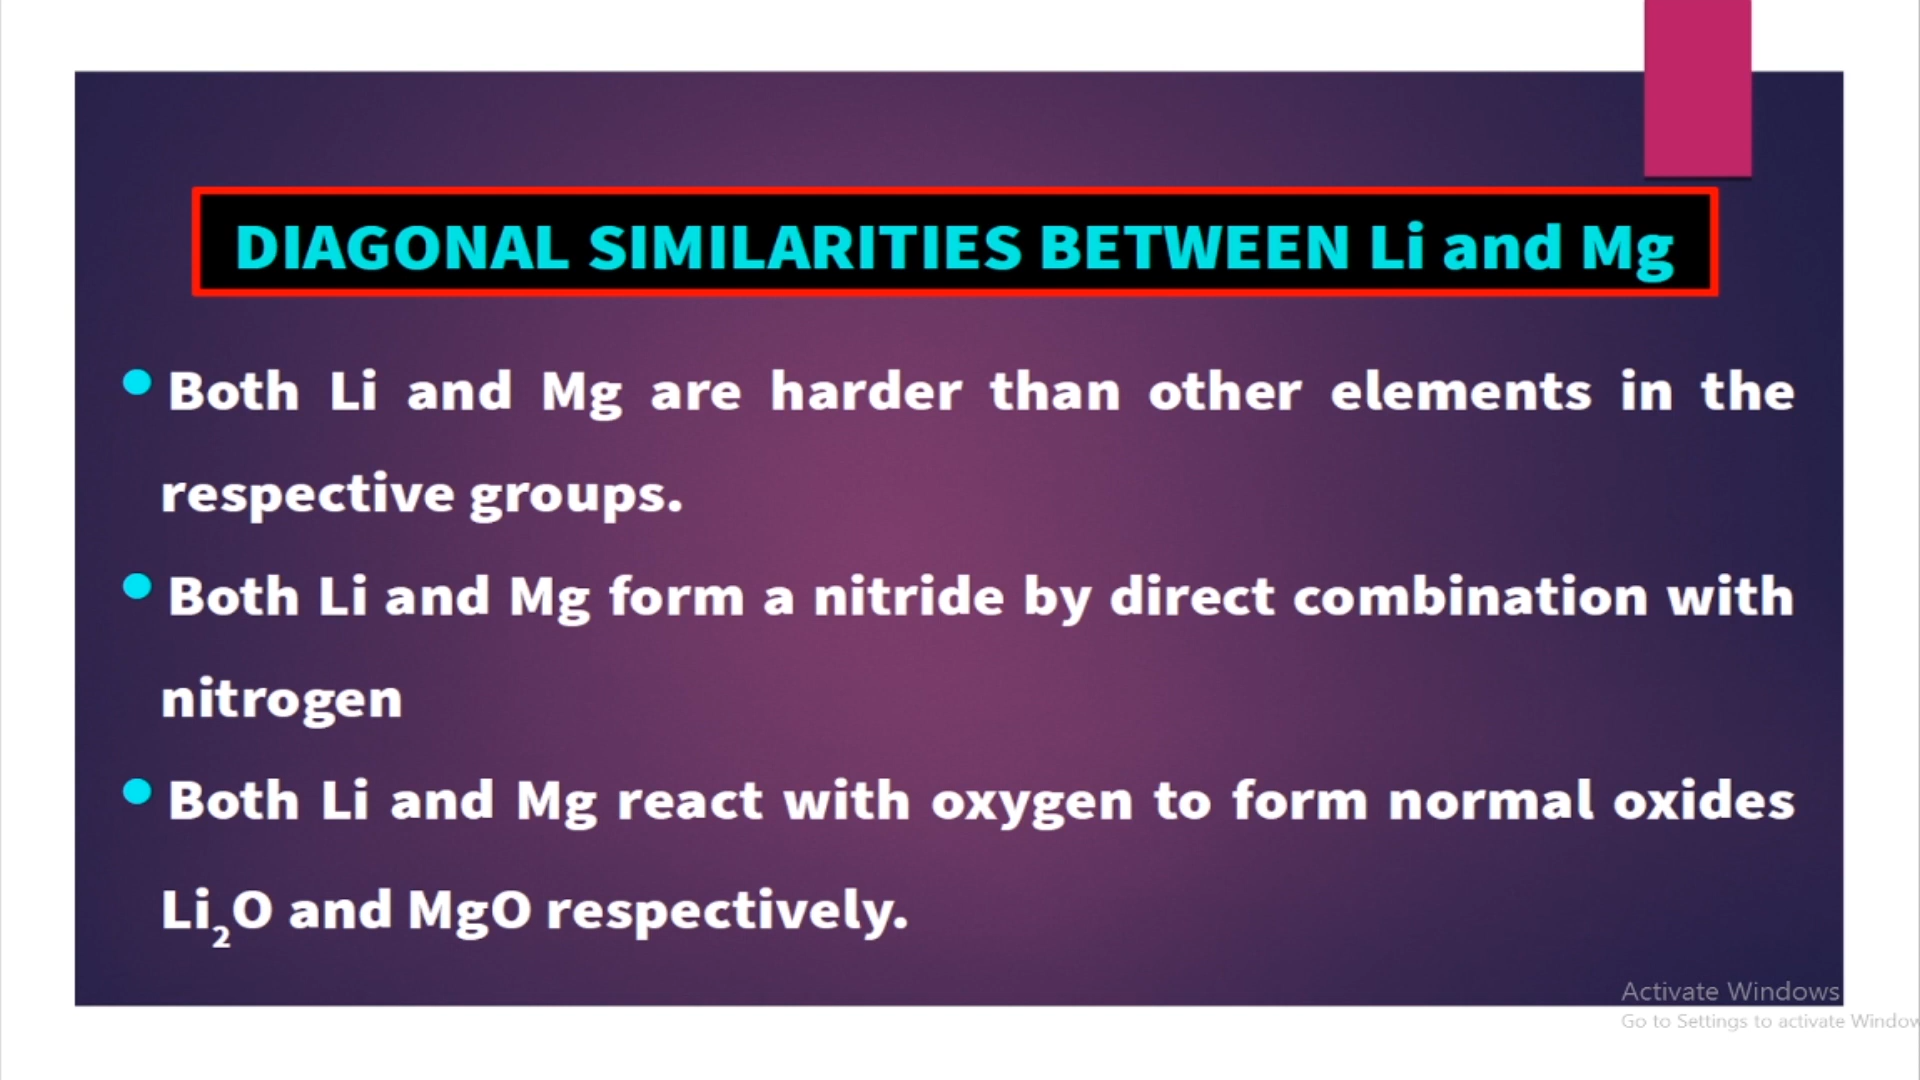 DIAGONAL SIMILARITIES BETWEEN Li and Mg
Both Li and Mg are harder than other elements in the
respective groups.
Both Li and Mg form a nitride by direct combination with
nitrogen
Both Li and Mg react with oxygen to form normal oxides
Li₂O and MgO respectively.
Activate Windows
Go to Settings to activate Window